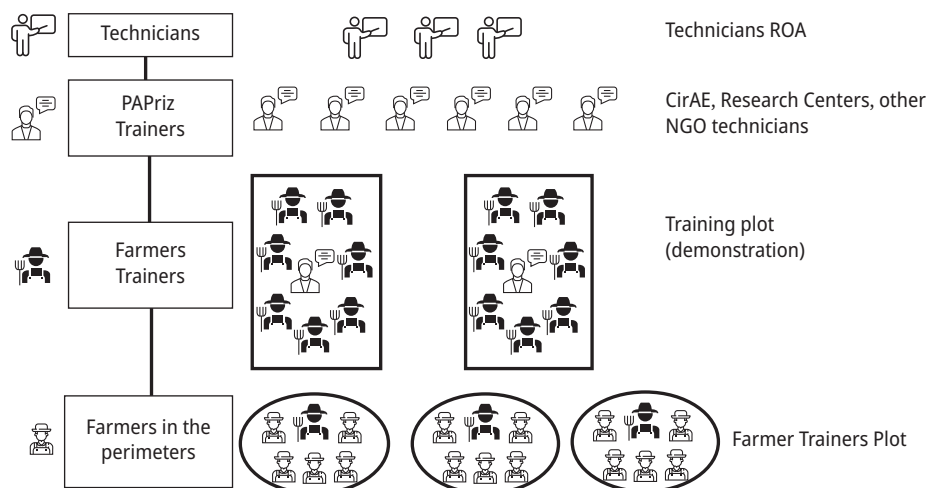 Technicians
Technicians ROA
PAPriz
Trainers
CirAE, Research Centers, other
NGO technicians
Farmers
Trainers
Training plot
(demonstration)
Farmers in the
perimeters
Farmer Trainers Plot